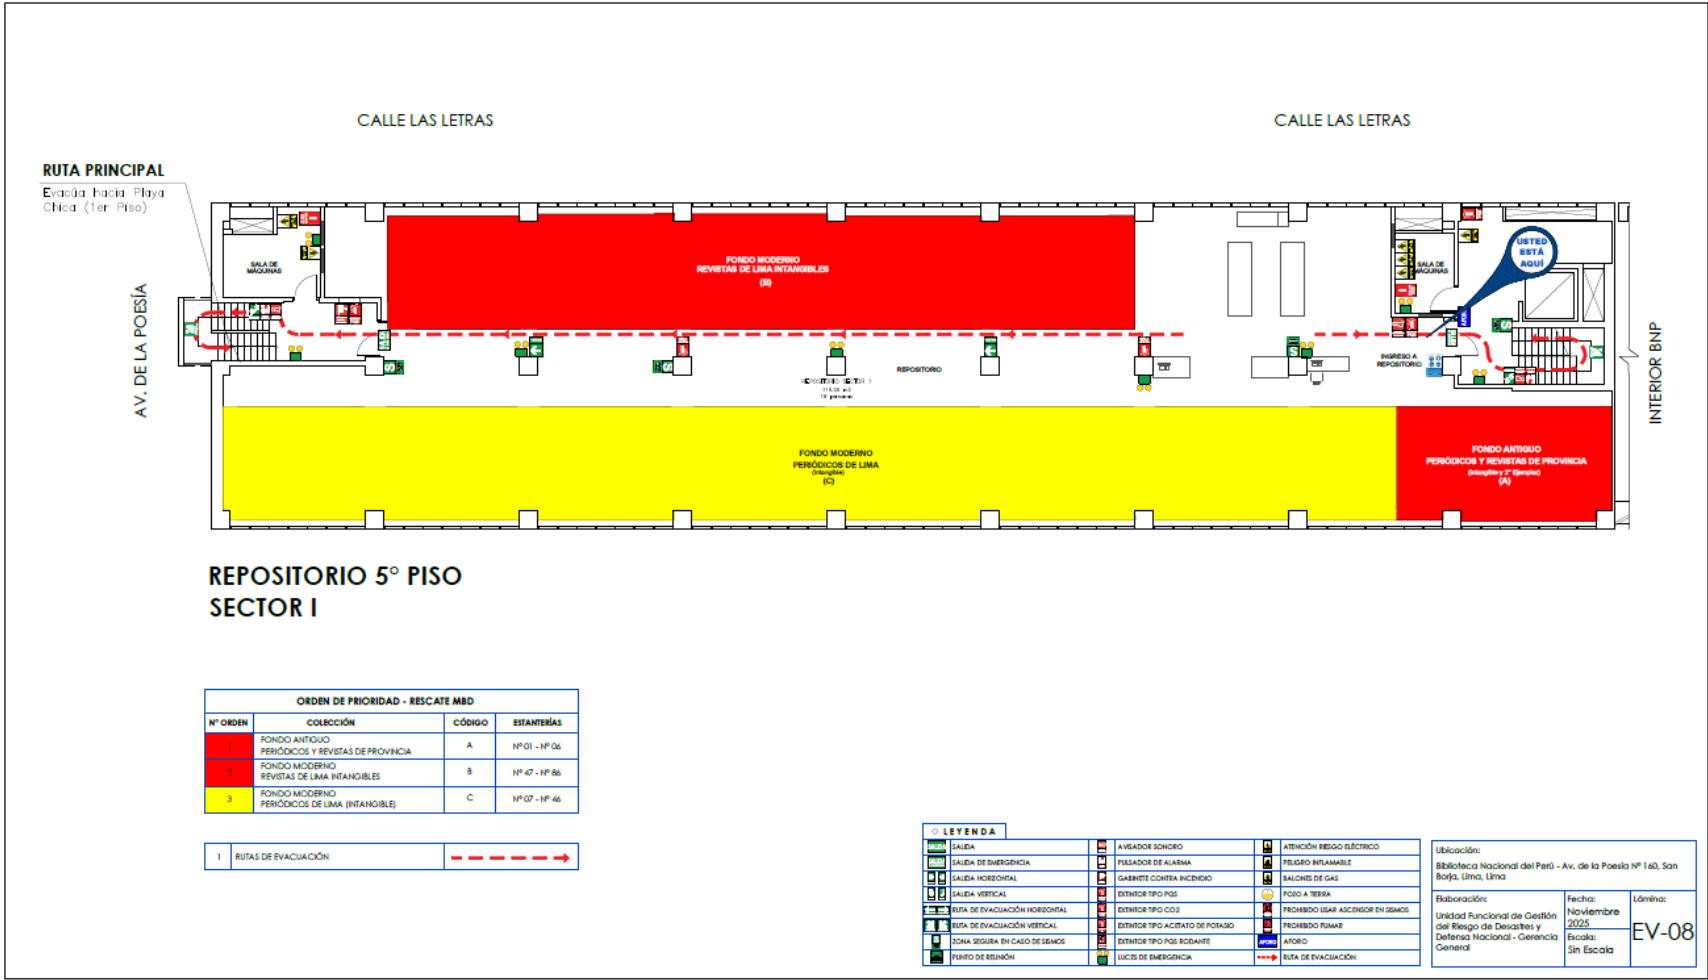 CALLE LAS LETRAS
CALLE LAS LETRAS
RUTA PRINCIPAL
Evacúa hacia Playa
Chica (1er Piso)
AV. DE LA POESÍA
INTERIOR BNP
SALA DE
MÁQUINAS
FONDO MODERNO
REVISTAS DE LIMA INTANGIBLES
(B)
SALA DE
MÁQUINAS
USTED
ESTÁ
AQUÍ
AFORO
INGRESO A
REPOSITORIO
REPOSITORIO
REPOSITORIO SECTOR I
FONDO MODERNO
PERIÓDICOS DE LIMA
(Intangible)
(C)
FONDO ANTIGUO
PERIÓDICOS Y REVISTAS DE PROVINCIA
(Intangible y 2° Ejemplar)
(A)
REPOSITORIO 5° PISO
SECTOR I
ORDEN DE PRIORIDAD - RESCATE MBD
N° ORDEN COLECCIÓN CÓDIGO ESTANTERÍAS
1 FONDO ANTIGUO
PERIÓDICOS Y REVISTAS DE PROVINCIA A N° 01 - N° 06
2 FONDO MODERNO
REVISTAS DE LIMA INTANGIBLES B N° 47 - N° 86
3 FONDO MODERNO
PERIÓDICOS DE LIMA (INTANGIBLE) C N° 07 - N° 46
1 RUTAS DE EVACUACIÓN
LEYENDA
SALIDA AVISADOR SONORO ATENCIÓN RIESGO ELÉCTRICO
SALIDA DE EMERGENCIA PULSADOR DE ALARMA PELIGRO INFLAMABLE
SALIDA HORIZONTAL GABINETE CONTRA INCENDIO BALONES DE GAS
SALIDA VERTICAL EXTINTOR TIPO PQS POZO A TIERRA
RUTA DE EVACUACIÓN HORIZONTAL EXTINTOR TIPO CO2 PROHIBIDO USAR ASCENSOR EN SISMOS
RUTA DE EVACUACIÓN VERTICAL EXTINTOR TIPO ACETATO DE POTASIO PROHIBIDO FUMAR
ZONA SEGURA EN CASO DE SISMOS EXTINTOR TIPO PQS RODANTE AFORO AFORO
PUNTO DE REUNIÓN LUCES DE EMERGENCIA RUTA DE EVACUACIÓN
Ubicación:
Biblioteca Nacional del Perú - Av. de la Poesía N° 160, San
Borja, Lima, Lima
Elaboración:
Unidad Funcional de Gestión
del Riesgo de Desastres y
Defensa Nacional - Gerencia
General
Fecha:
Noviembre
2025
Escala:
Sin Escala
Lámina:
EV-08